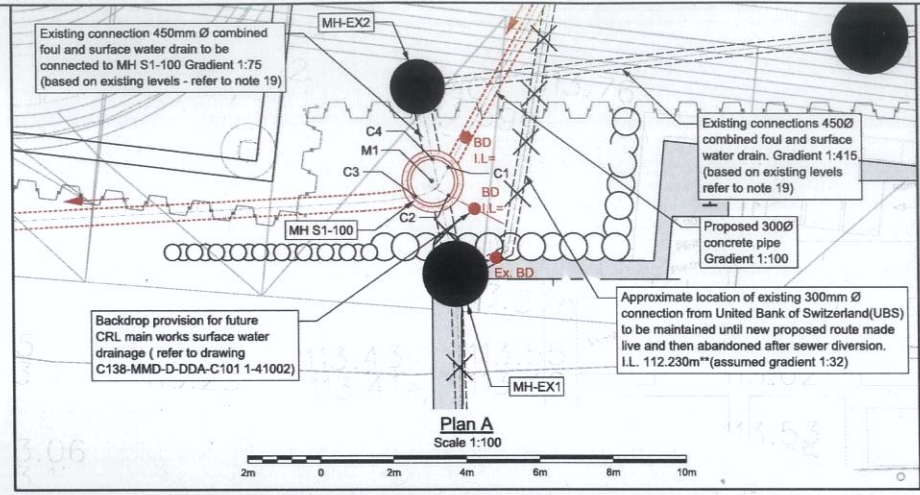 Existing connection 450mm Ø combined
foul and surface water drain to be
connected to MH S1-100 Gradient 1:75
(based on existing levels - refer to note 19)
MH-EX2
Existing connections 450Ø
combined foul and surface
water drain. Gradient 1:415
(based on existing levels
refer to note 19)
C4
M1
C3
C1
C2
BD
I.L=
BD
I.L=
MH S1-100
Proposed 300Ø
concrete pipe
Gradient 1:100
Ex. BD
Backdrop provision for future
CRL main works surface water
drainage ( refer to drawing
C138-MMD-D-DDA-C101 1-41002)
Approximate location of existing 300mm Ø
connection from United Bank of Switzerland(UBS)
to be maintained until new proposed route made
live and then abandoned after sewer diversion.
I.L. 112.230m**(assumed gradient 1:32)
MH-EX1
113.43
113.53
3.06
Plan A
Scale 1:100
2m 0 2m 4m 6m 8m 10m